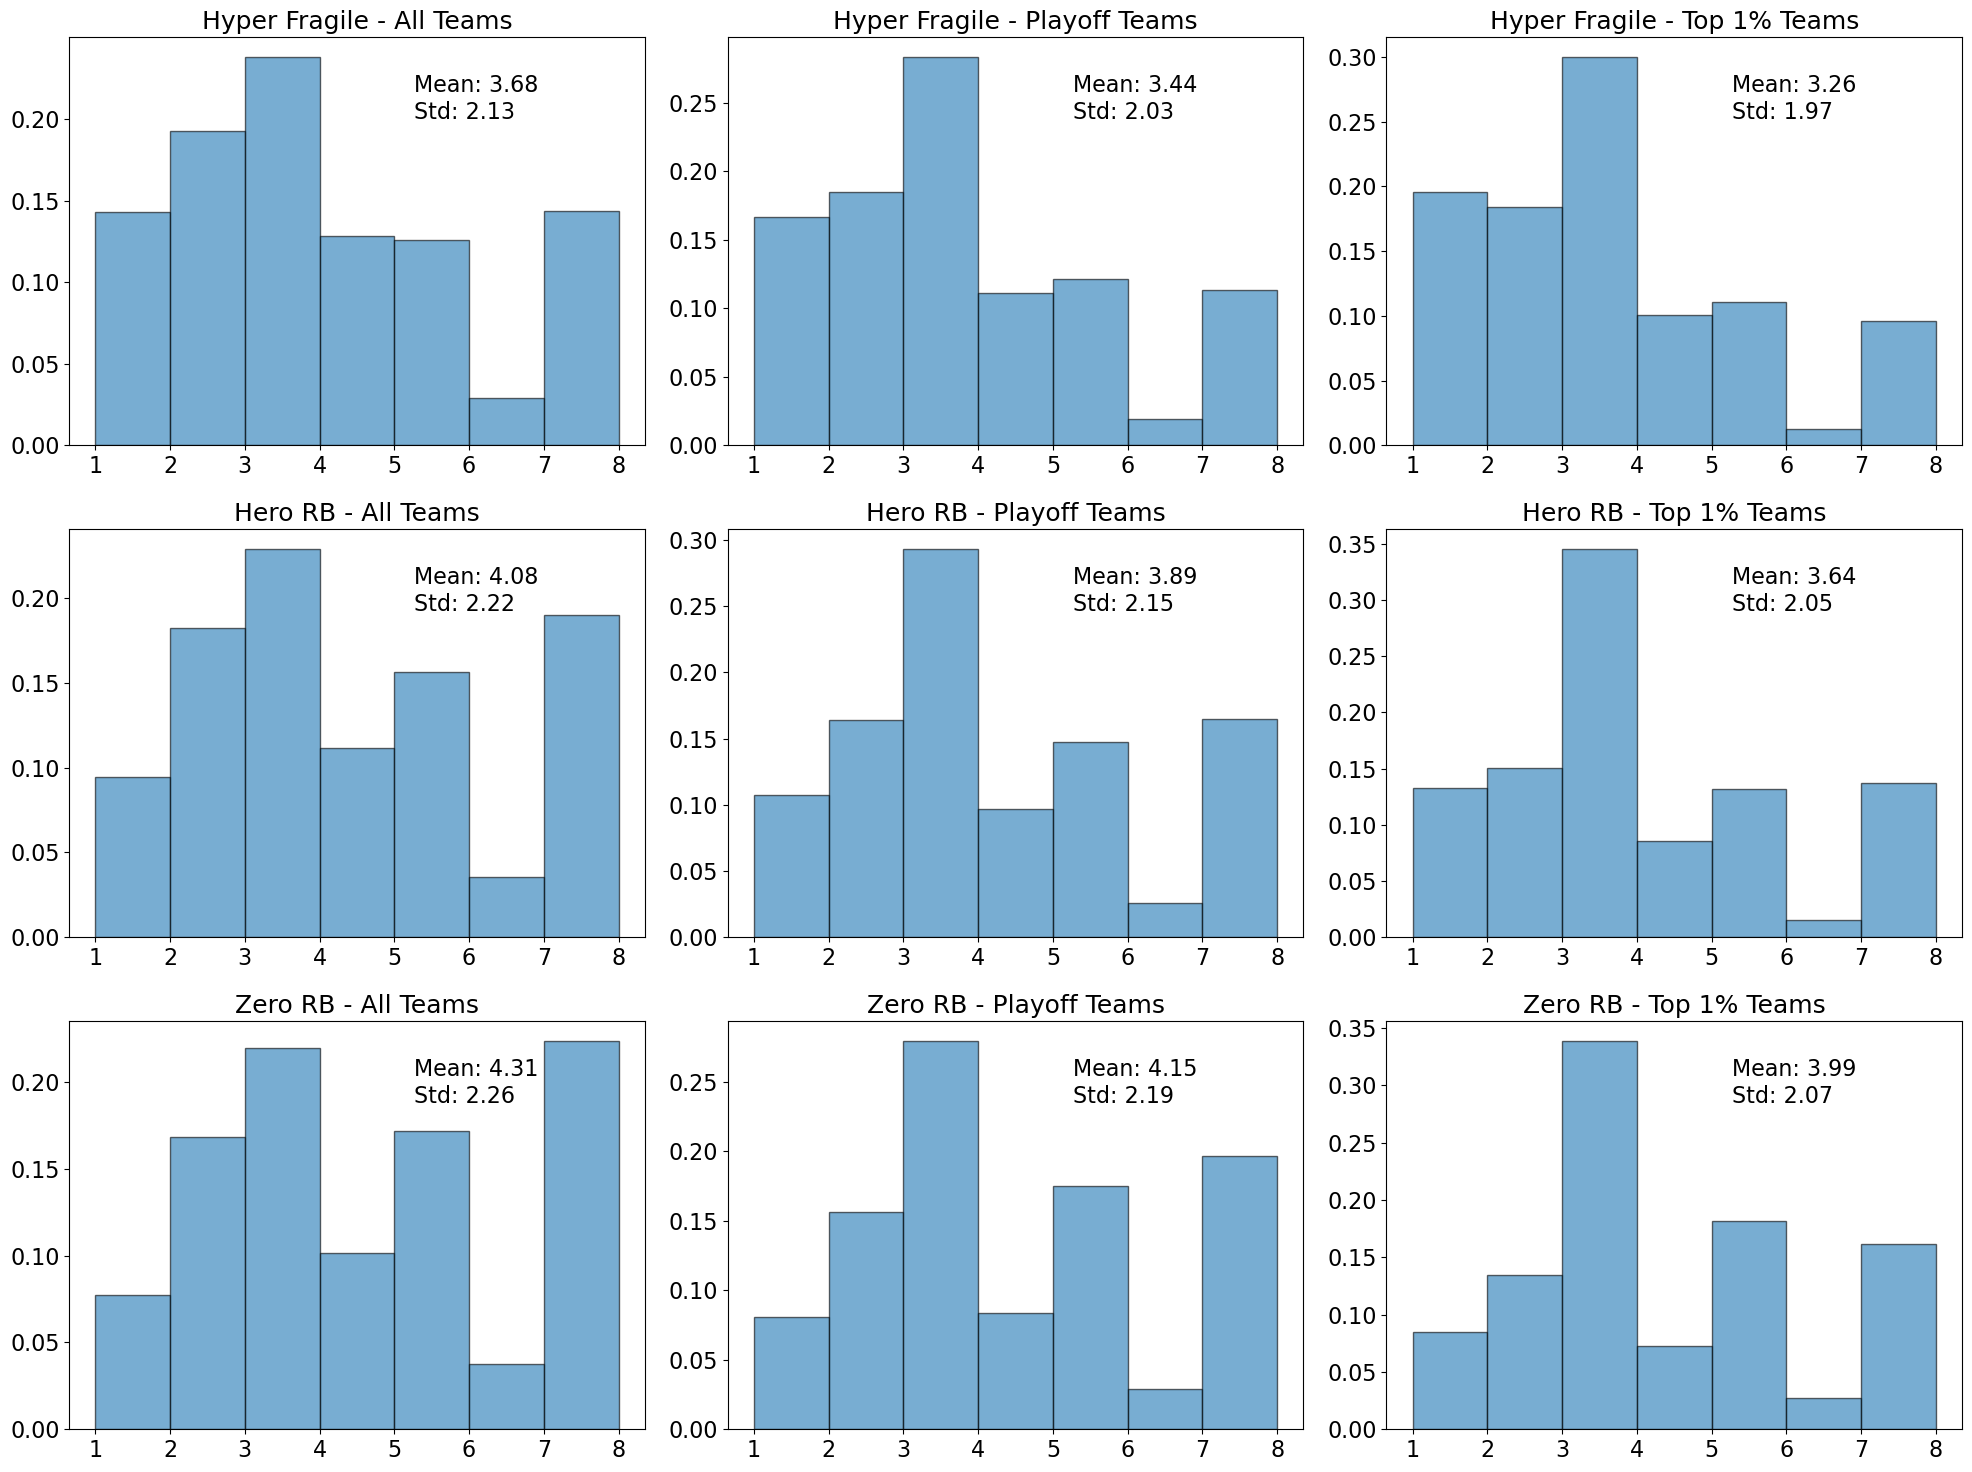 Hyper Fragile - All Teams
Mean: 3.68
Std: 2.13
0.20
0.15
0.10
0.05
0.00
1 2 3 4 5 6 7 8
Hyper Fragile - Playoff Teams
Mean: 3.44
Std: 2.03
0.25
0.20
0.15
0.10
0.05
0.00
1 2 3 4 5 6 7 8
Hyper Fragile - Top 1% Teams
0.30
Mean: 3.26
Std: 1.97
0.25
0.20
0.15
0.10
0.05
0.00
1 2 3 4 5 6 7 8
Hero RB - All Teams
Mean: 4.08
Std: 2.22
0.20
0.15
0.10
0.05
0.00
1 2 3 4 5 6 7 8
Hero RB - Playoff Teams
0.30
Mean: 3.89
Std: 2.15
0.25
0.20
0.15
0.10
0.05
0.00
1 2 3 4 5 6 7 8
Hero RB - Top 1% Teams
0.35
Mean: 3.64
Std: 2.05
0.30
0.25
0.20
0.15
0.10
0.05
0.00
1 2 3 4 5 6 7 8
Zero RB - All Teams
Mean: 4.31
Std: 2.26
0.20
0.15
0.10
0.05
0.00
1 2 3 4 5 6 7 8
Zero RB - Playoff Teams
Mean: 4.15
Std: 2.19
0.25
0.20
0.15
0.10
0.05
0.00
1 2 3 4 5 6 7 8
Zero RB - Top 1% Teams
0.35
Mean: 3.99
Std: 2.07
0.30
0.25
0.20
0.15
0.10
0.05
0.00
1 2 3 4 5 6 7 8